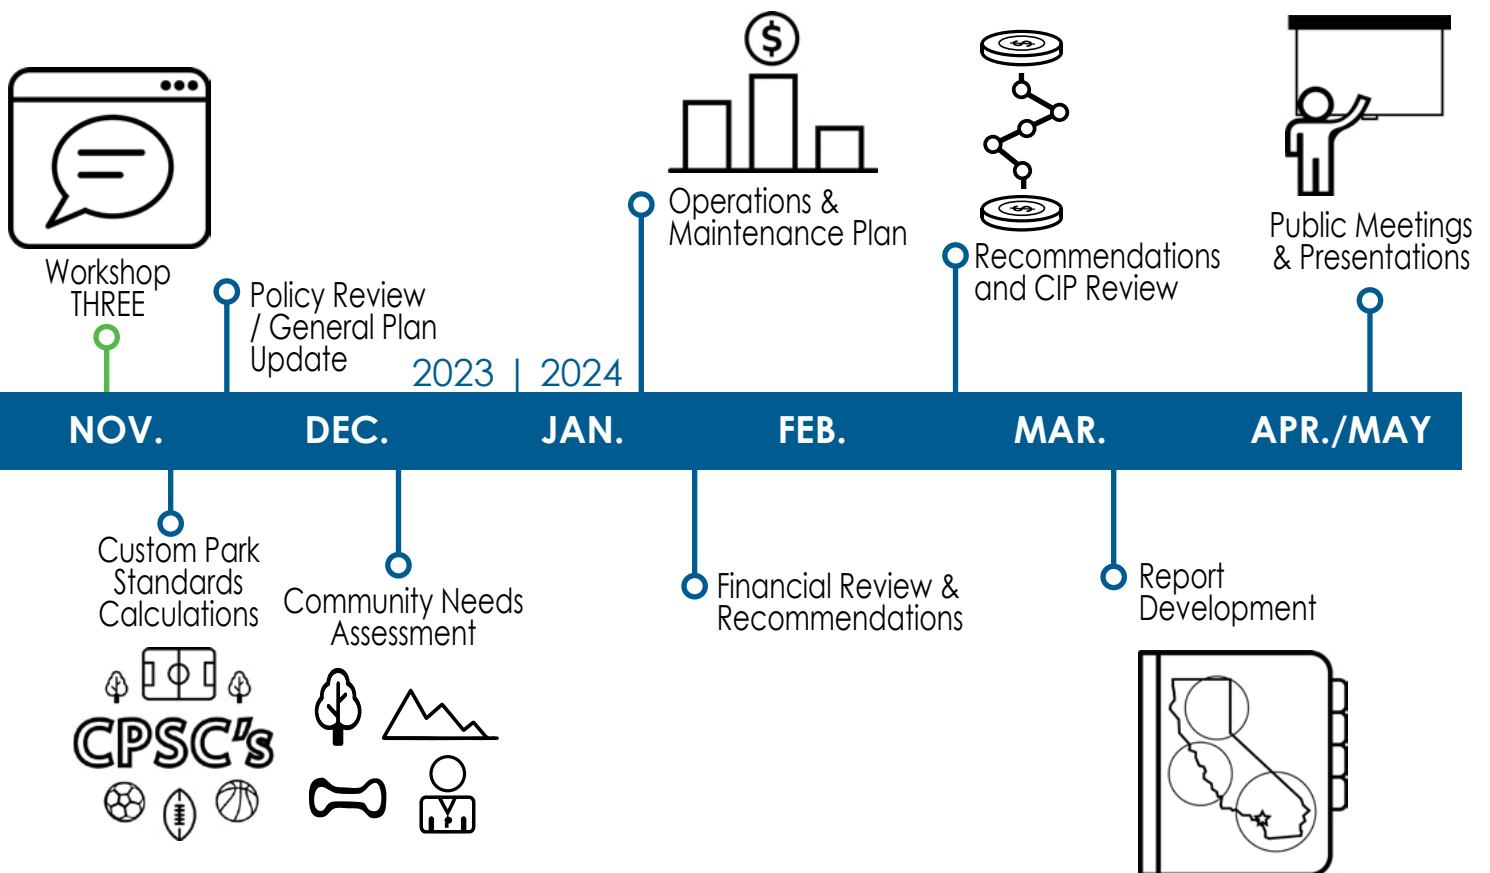 Workshop
THREE
Policy Review
/ General Plan
Update
2023 | 2024
$
Operations &
Maintenance Plan
$
$
Recommendations
and CIP Review
Public Meetings
& Presentations
NOV.
DEC.
JAN.
FEB.
MAR.
APR./MAY
Custom Park
Standards
Calculations
CPSC's
Community Needs
Assessment
Financial Review &
Recommendations
Report
Development